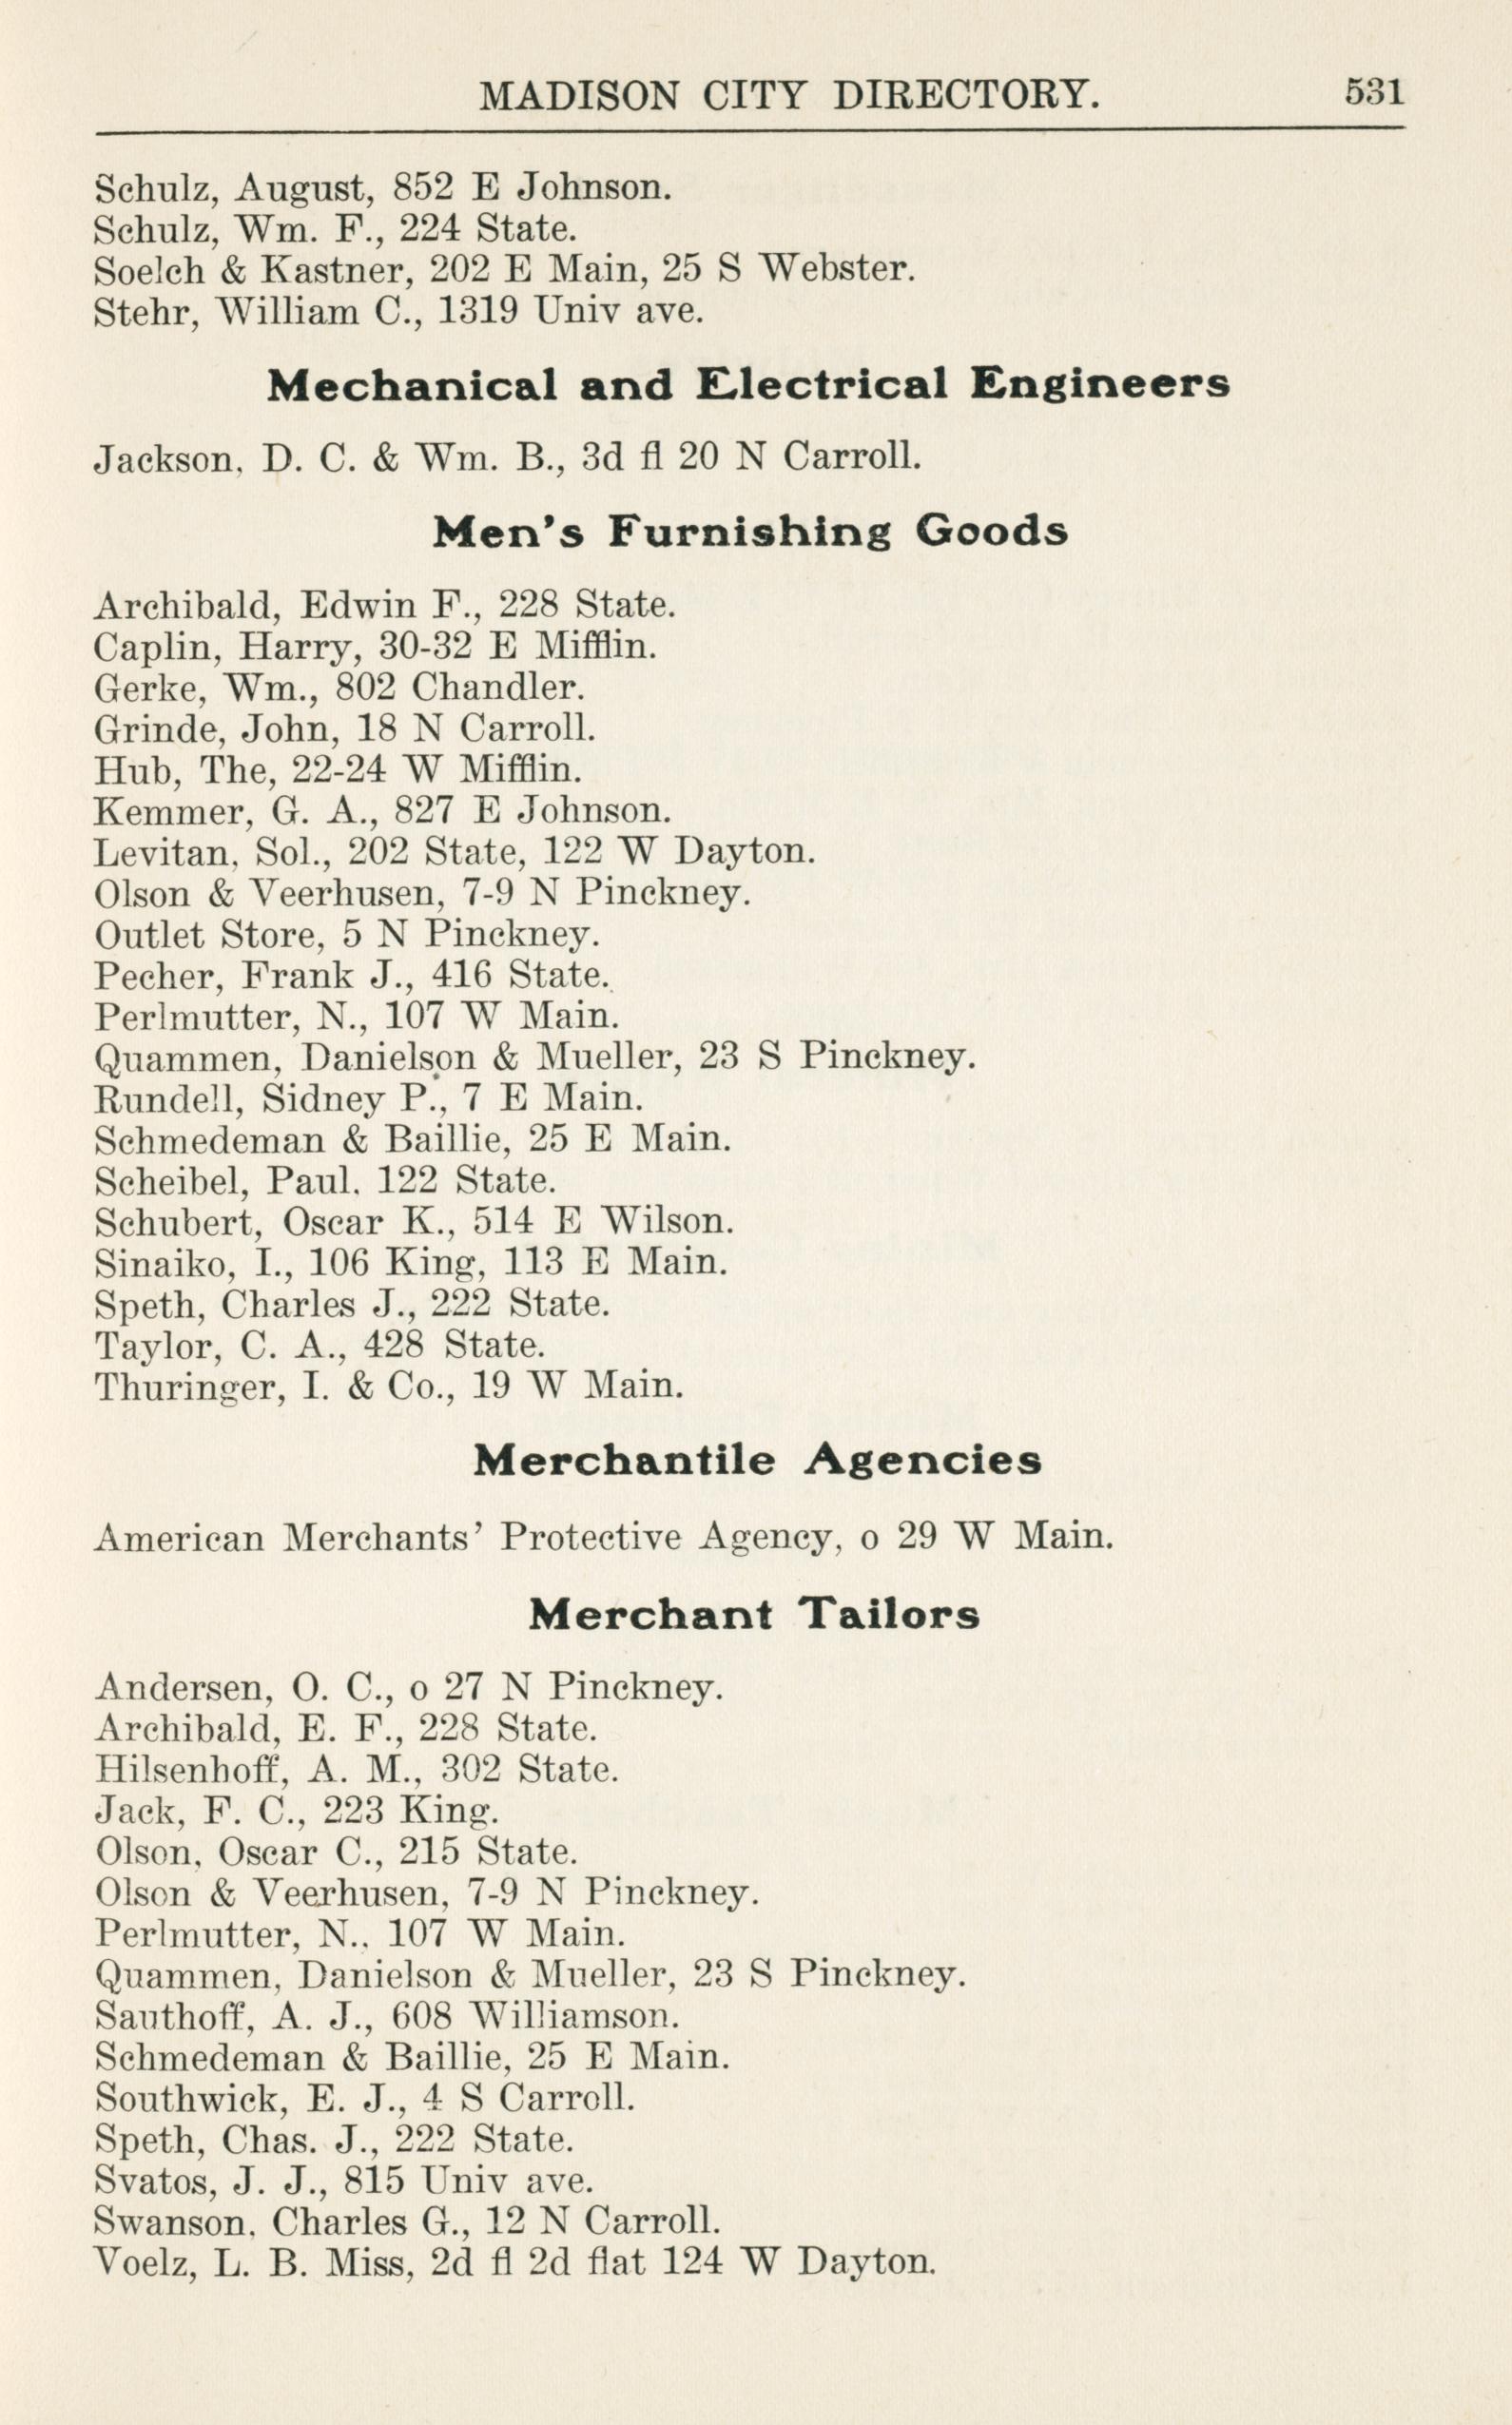 MADISON CITY DIRECTORY. 531
Schulz, August, 852 E Johnson.
Schulz, Wm. F., 224 State.
Soelch & Kastner, 202 E Main, 25 S Webster.
Stehr, William C., 1319 Univ ave.
Mechanical and Electrical Engineers
Jackson, D. C. & Wm. B., 3d fl 20 N Carroll.
Men's Furnishing Goods
Archibald, Edwin F., 228 State.
Caplin, Harry, 30-32 E Mifflin.
Gerke, Wm., 802 Chandler.
Grinde, John, 18 N Carroll.
Hub, The, 22-24 W Mifflin.
Kemmer, G. A., 827 E Johnson.
Levitan, Sol., 202 State, 122 W Dayton.
Olson & Veerhusen, 7-9 N Pinckney.
Outlet Store, 5 N Pinckney.
Pecher, Frank J., 416 State.
Perlmutter, N., 107 W Main.
Quammen, Danielson & Mueller, 23 S Pinckney.
Rundell, Sidney P., 7 E Main.
Schmedeman & Baillie, 25 E Main.
Scheibel, Paul. 122 State.
Schubert, Oscar K., 514 E Wilson.
Sinaiko, I., 106 King, 113 E Main.
Speth, Charles J., 222 State.
Taylor, C. A., 428 State.
Thuringer, I. & Co., 19 W Main.
Merchantile Agencies
American Merchants' Protective Agency, o 29 W Main.
Merchant Tailors
Andersen, O. C., o 27 N Pinckney.
Archibald, E. F., 228 State.
Hilsenhoff, A. M., 302 State.
Jack, F. C., 223 King.
Olson, Oscar C., 215 State.
Olson & Veerhusen, 7-9 N Pinckney.
Perlmutter, N., 107 W Main.
Quammen, Danielson & Mueller, 23 S Pinckney.
Sauthoff, A. J., 608 Williamson.
Schmedeman & Baillie, 25 E Main.
Southwick, E. J., 4 S Carroll.
Speth, Chas. J., 222 State.
Svatos, J. J., 815 Univ ave.
Swanson, Charles G., 12 N Carroll.
Voelz, L. B. Miss, 2d fl 2d flat 124 W Dayton.